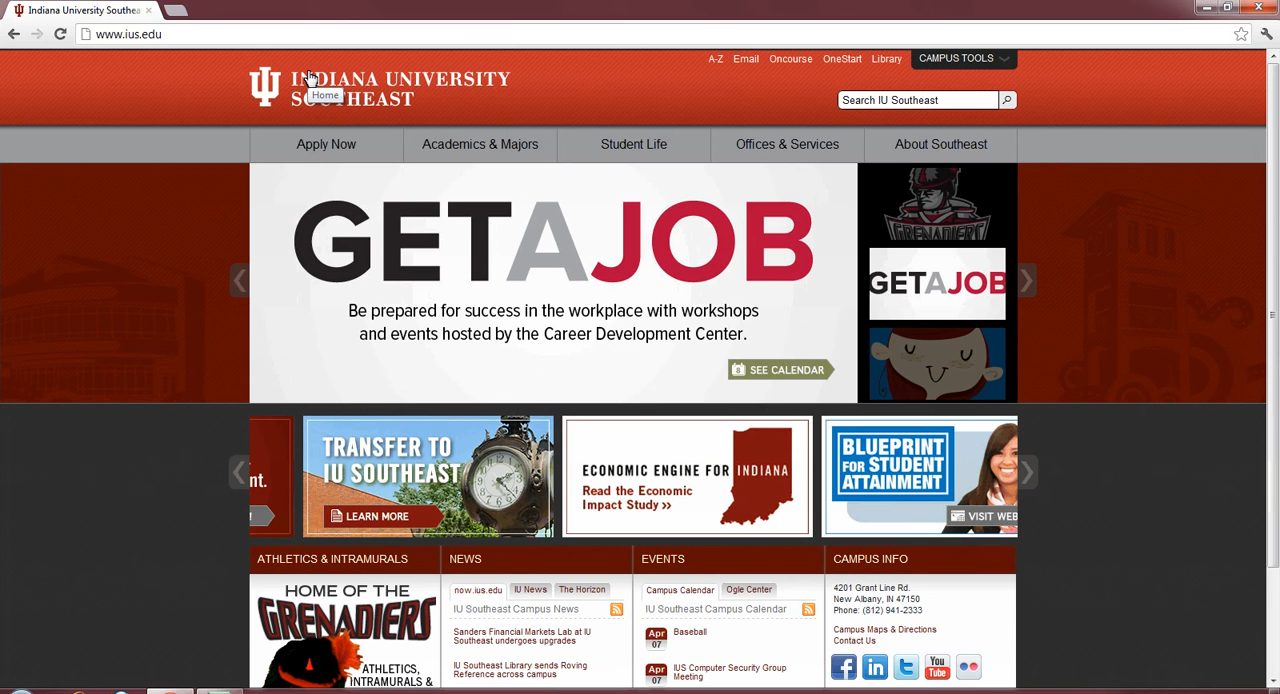 Indiana University Southea
www.ius.edu
A-Z Email Oncourse OneStart Library CAMPUS TOOLS
INDIANA UNIVERSITY
SOUTHEAST
Home
Search IU Southeast
Apply Now Academics & Majors Student Life Offices & Services About Southeast
GETAJOB
Be prepared for success in the workplace with workshops
and events hosted by the Career Development Center.
SEE CALENDAR
GRENADIERS
GETAJOB
nt.
TRANSFER TO
IU SOUTHEAST
LEARN MORE
ECONOMIC ENGINE FOR INDIANA
Read the Economic
Impact Study >>
BLUEPRINT
FOR STUDENT
ATTAINMENT
VISIT WEB
ATHLETICS & INTRAMURALS
HOME OF THE
GRENADIERS
ATHLETICS,
INTRAMURALS &
NEWS
now.ius.edu IU News The Horizon
IU Southeast Campus News
Sanders Financial Markets Lab at IU
Southeast undergoes upgrades
IU Southeast Library sends Roving
Reference across campus
EVENTS
Campus Calendar Ogle Center
IU Southeast Campus Calendar
Apr
07
Baseball
Apr
07
IUS Computer Security Group
Meeting
CAMPUS INFO
4201 Grant Line Rd.
New Albany, IN 47150
Phone: (812) 941-2333
Campus Maps & Directions
Contact Us
You
Tube